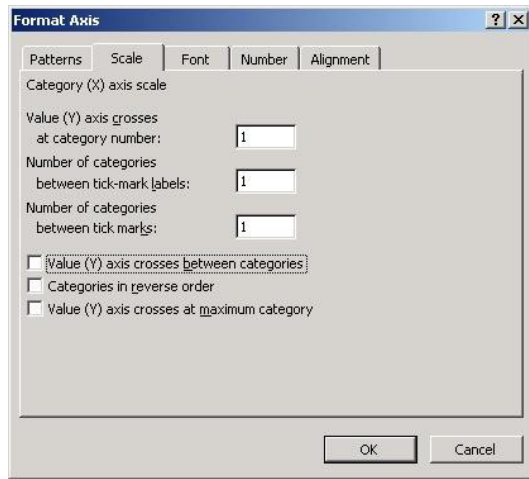 Format Axis
Patterns Scale Font Number Alignment
Category (X) axis scale
Value (Y) axis crosses
at category number: 1
Number of categories
between tick-mark labels: 1
Number of categories
between tick marks: 1
Value (Y) axis crosses between categories
Categories in reverse order
Value (Y) axis crosses at maximum category
OK Cancel